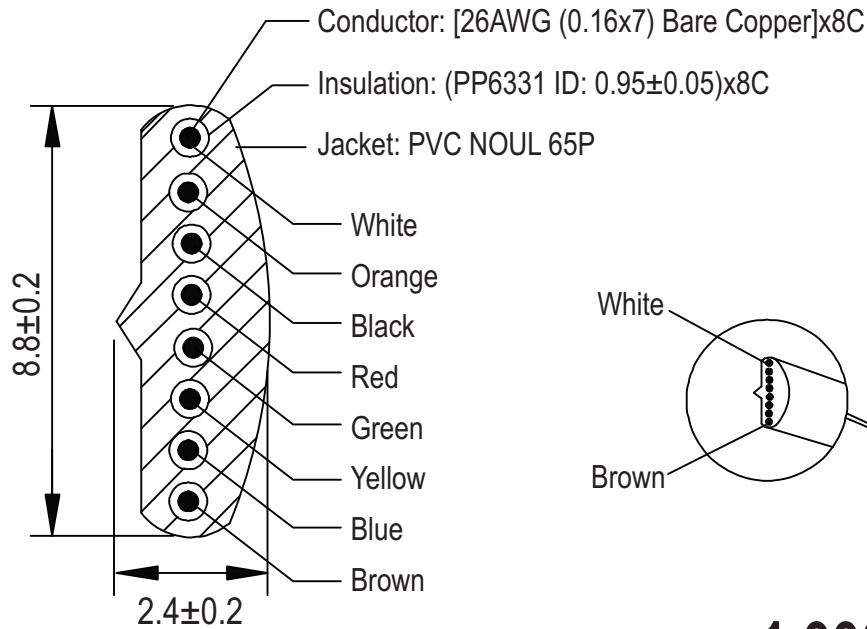 Conductor: [26AWG (0.16x7) Bare Copper]x8C
Insulation: (PP6331 ID: 0.95±0.05)x8C
Jacket: PVC NOUL 65P
White
Orange
Black
Red
Green
Yellow
Blue
Brown
8.8±0.2
2.4±0.2
White
Brown